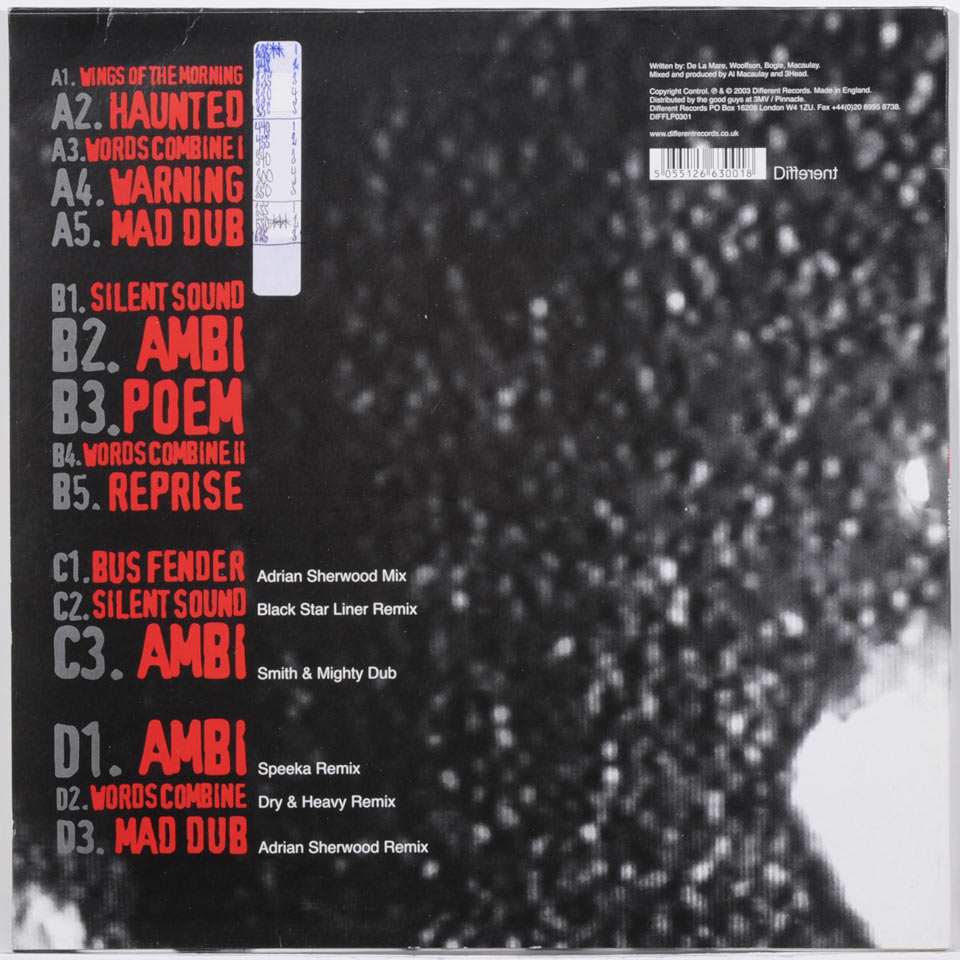 A1. WINGS OF THE MORNING
A2. HAUNTED
A3. WORDS COMBINE I
A4. WARNING
A5. MAD DUB
B1. SILENT SOUND
B2. AMBI
B3. POEM
B4. WORDS COMBINE II
B5. REPRISE
C1. BUS FENDER Adrian Sherwood Mix
C2. SILENT SOUND Black Star Liner Remix
C3. AMBI Smith & Mighty Dub
D1. AMBI Speeka Remix
D2. WORDS COMBINE Dry & Heavy Remix
D3. MAD DUB Adrian Sherwood Remix
Written by: De La Mare, Woolfson, Bogle, Macaulay.
Mixed and produced by Al Macaulay and 3Head.
Copyright Control. ℗ & © 2003 Different Records. Made in England.
Distributed by the good guys at 3MV / Pinnacle.
Different Records PO Box 16208 London W4 1ZU. Fax +44(0)20 8995 8738.
DIFFLP0301
www.differentrecords.co.uk
5 055126 630018
Different